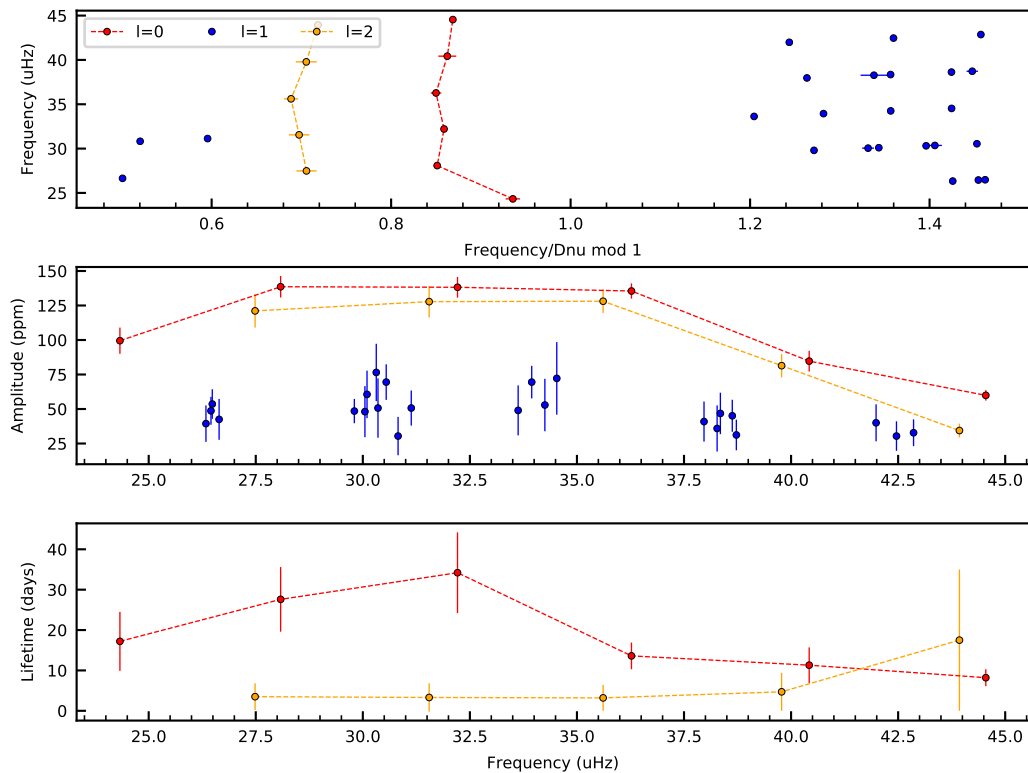 45
40
35
30
25
Frequency (uHz)
l=0 l=1 l=2
0.6 0.8 1.0 1.2 1.4
Frequency/Dnu mod 1
150
125
100
75
50
25
Amplitude (ppm)
25.0 27.5 30.0 32.5 35.0 37.5 40.0 42.5 45.0
40
30
20
10
0
Lifetime (days)
25.0 27.5 30.0 32.5 35.0 37.5 40.0 42.5 45.0
Frequency (uHz)